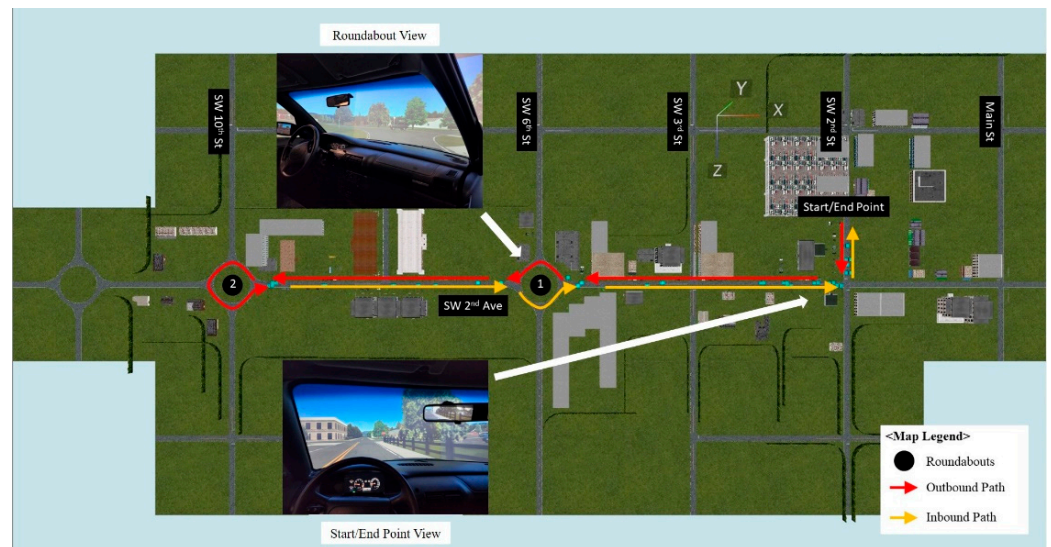 Roundabout View
SW 10th St
SW 6th St
SW 3rd St
SW 2nd St
Main St
Y
X
Z
Start/End Point
2
1
SW 2nd Ave
Start/End Point View
<Map Legend>
Roundabouts
Outbound Path
Inbound Path